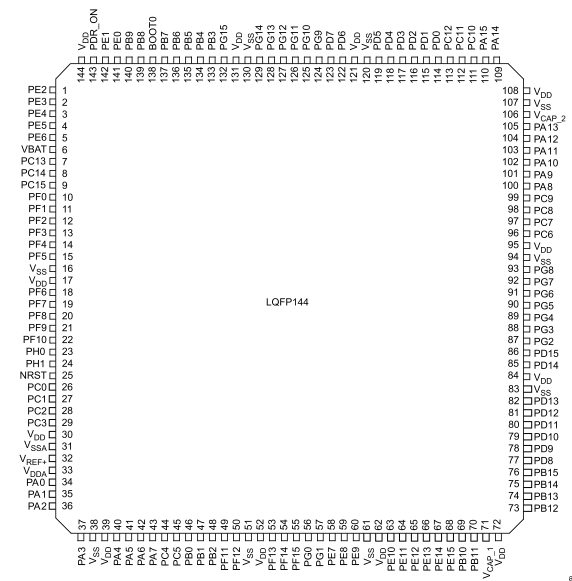 VDD PDR_ON PE1 PE0 PB9 PB8 BOOT0 PB7 PB6 PB5 PB4 PB3 PG15 VDD VSS PG14 PG13 PG12 PG11 PG10 PG9 PD7 PD6 VDD VSS PD5 PD4 PD3 PD2 PD1 PD0 PC12 PC11 PC10 PA15 PA14
144 143 142 141 140 139 138 137 136 135 134 133 132 131 130 129 128 127 126 125 124 123 122 121 120 119 118 117 116 115 114 113 112 111 110 109
PE2 1
PE3 2
PE4 3
PE5 4
PE6 5
VBAT 6
PC13 7
PC14 8
PC15 9
PF0 10
PF1 11
PF2 12
PF3 13
PF4 14
PF5 15
VSS 16
VDD 17
PF6 18
PF7 19
PF8 20
PF9 21
PF10 22
PH0 23
PH1 24
NRST 25
PC0 26
PC1 27
PC2 28
PC3 29
VDD 30
VSSA 31
VREF+ 32
VDDA 33
PA0 34
PA1 35
PA2 36
LQFP144
108 VDD
107 VSS
106 VCAP_2
105 PA13
104 PA12
103 PA11
102 PA10
101 PA9
100 PA8
99 PC9
98 PC8
97 PC7
96 PC6
95 VDD
94 VSS
93 PG8
92 PG7
91 PG6
90 PG5
89 PG4
88 PG3
87 PG2
86 PD15
85 PD14
84 VDD
83 VSS
82 PD13
81 PD12
80 PD11
79 PD10
78 PD9
77 PD8
76 PB15
75 PB14
74 PB13
73 PB12
37 38 39 40 41 42 43 44 45 46 47 48 49 50 51 52 53 54 55 56 57 58 59 60 61 62 63 64 65 66 67 68 69 70 71 72
PA3 VSS VDD PA4 PA5 PA6 PA7 PC4 PC5 PB0 PB1 PB2 PF11 PF12 VSS VDD PF13 PF14 PF15 PG0 PG1 PE7 PE8 PE9 VSS VDD PE10 PE11 PE12 PE13 PE14 PE15 PB10 PB11 VCAP_1 VDD